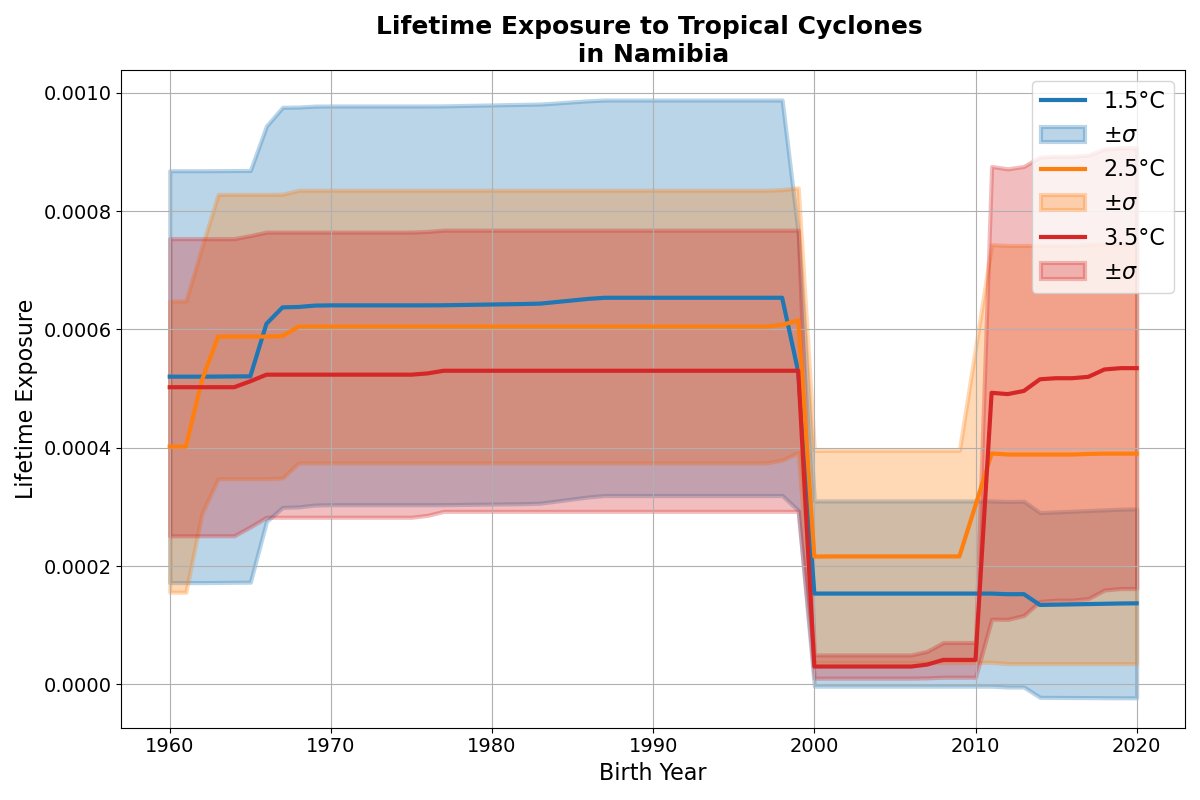 Lifetime Exposure to Tropical Cyclones
in Namibia
0.0010
0.0008
0.0006
0.0004
0.0002
0.0000
Lifetime Exposure
1.5°C
±σ
2.5°C
±σ
3.5°C
±σ
1960
1970
1980
1990
2000
2010
2020
Birth Year